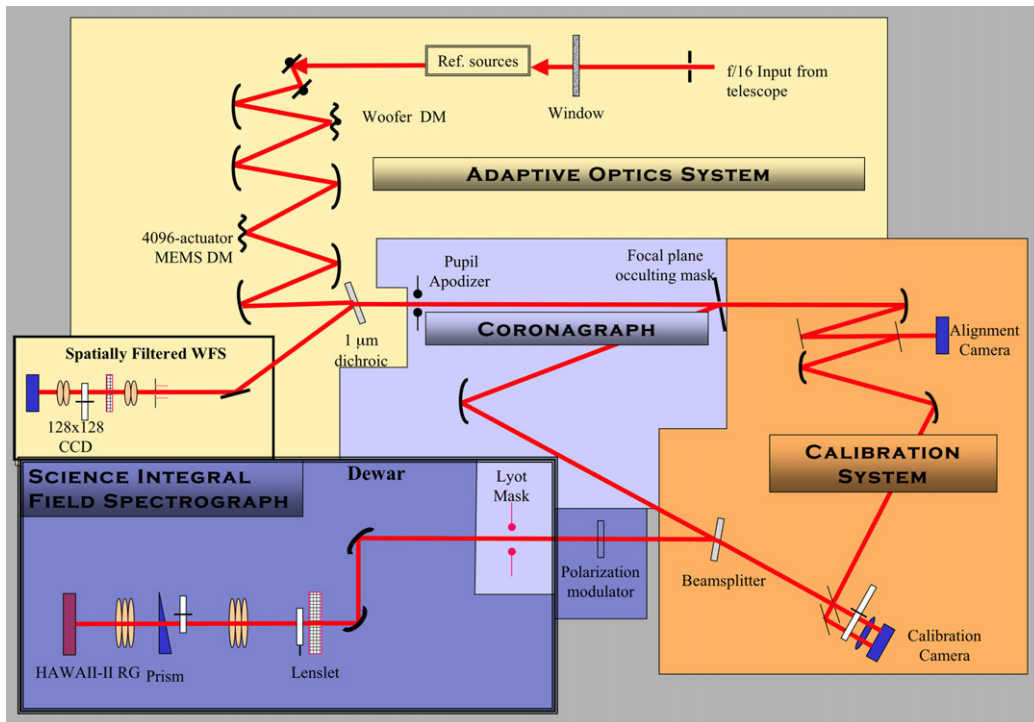 Ref. sources
f/16 Input from
telescope
Window
Woofer DM
ADAPTIVE OPTICS SYSTEM
4096-actuator
MEMS DM
Pupil
Apodizer
Focal plane
occulting mask
CORONAGRAPH
1 μm
dichroic
Alignment
Camera
Spatially Filtered WFS
128x128
CCD
CALIBRATION
SYSTEM
SCIENCE INTEGRAL
FIELD SPECTROGRAPH
Dewar
Lyot
Mask
Polarization
modulator
Beamsplitter
Calibration
Camera
HAWAII-II RG
Prism
Lenslet